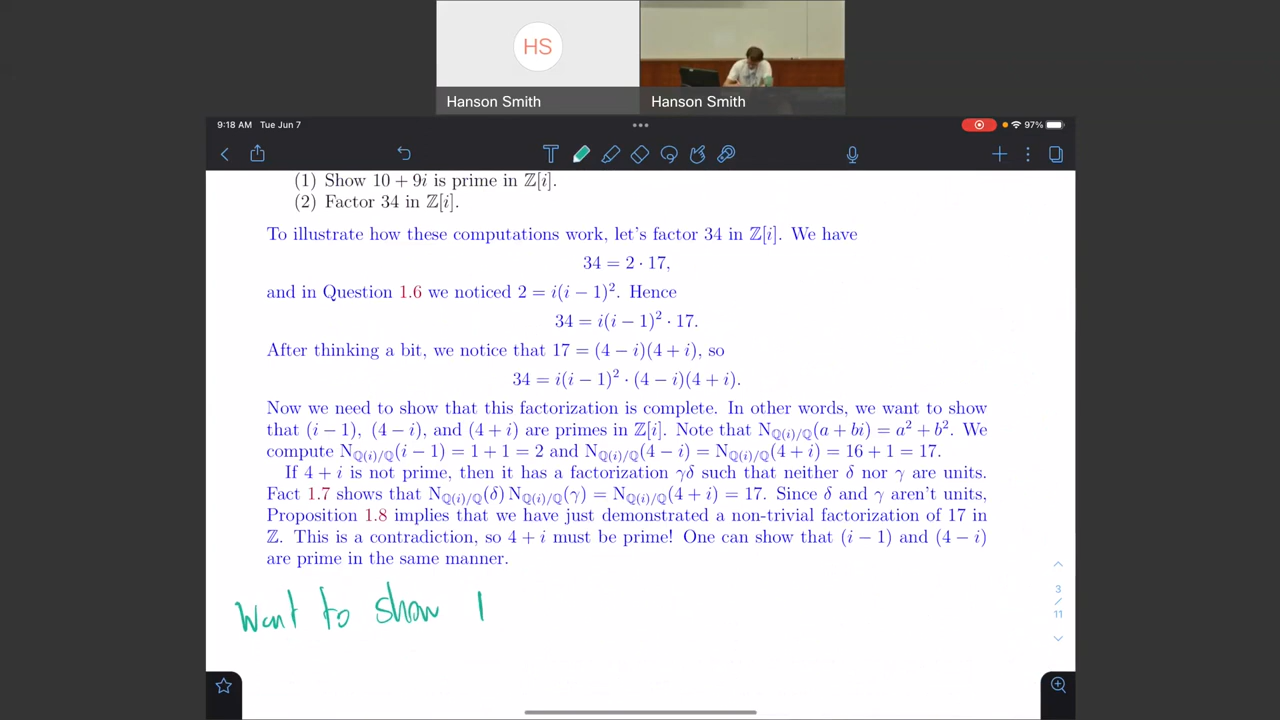 HS
Hanson Smith
Hanson Smith
9:18 AM Tue Jun 7
97%
(1) Show 10 + 9i is prime in ℤ[i].
(2) Factor 34 in ℤ[i].
To illustrate how these computations work, let's factor 34 in ℤ[i]. We have
34 = 2 · 17,
and in Question 1.6 we noticed 2 = i(i − 1)². Hence
34 = i(i − 1)² · 17.
After thinking a bit, we notice that 17 = (4 − i)(4 + i), so
34 = i(i − 1)² · (4 − i)(4 + i).
Now we need to show that this factorization is complete. In other words, we want to show
that (i − 1), (4 − i), and (4 + i) are primes in ℤ[i]. Note that N_{ℚ(i)/ℚ}(a + bi) = a² + b². We
compute N_{ℚ(i)/ℚ}(i − 1) = 1 + 1 = 2 and N_{ℚ(i)/ℚ}(4 − i) = N_{ℚ(i)/ℚ}(4 + i) = 16 + 1 = 17.
If 4 + i is not prime, then it has a factorization γδ such that neither δ nor γ are units.
Fact 1.7 shows that N_{ℚ(i)/ℚ}(δ) N_{ℚ(i)/ℚ}(γ) = N_{ℚ(i)/ℚ}(4 + i) = 17. Since δ and γ aren't units,
Proposition 1.8 implies that we have just demonstrated a non-trivial factorization of 17 in
ℤ. This is a contradiction, so 4 + i must be prime! One can show that (i − 1) and (4 − i)
are prime in the same manner.
Want to show 1
3
/
11